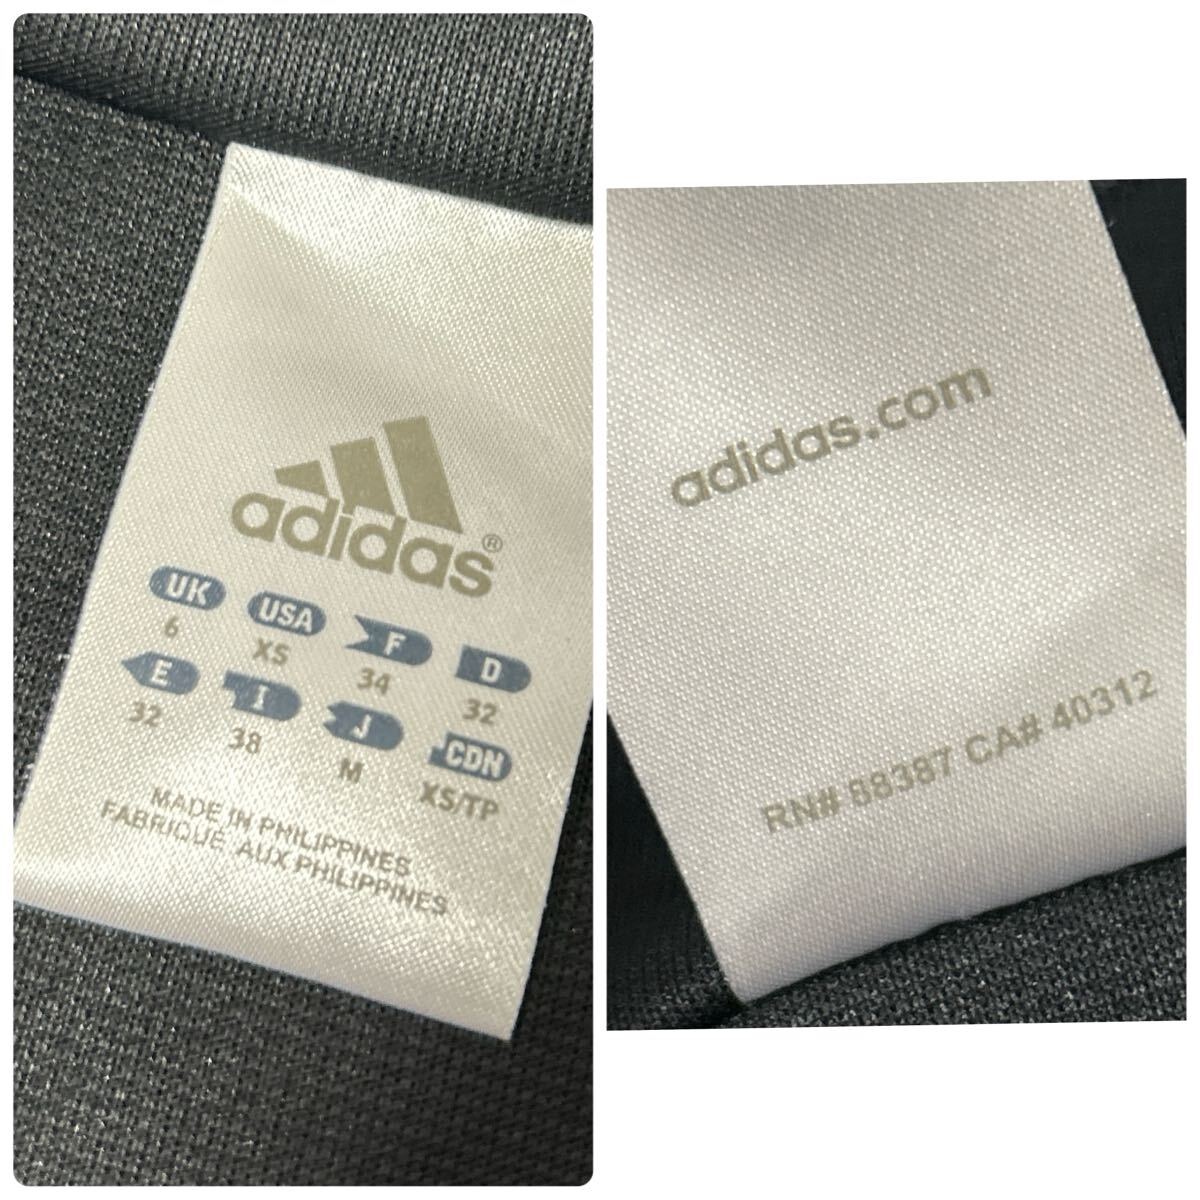 adidas®
UK USA F D
6 XS 34 32
E I J CDN
32 38 M XS/TP
MADE IN PHILIPPINES
FABRIQUÉ AUX PHILIPPINES
adidas.com
RN# 88387 CA# 40312